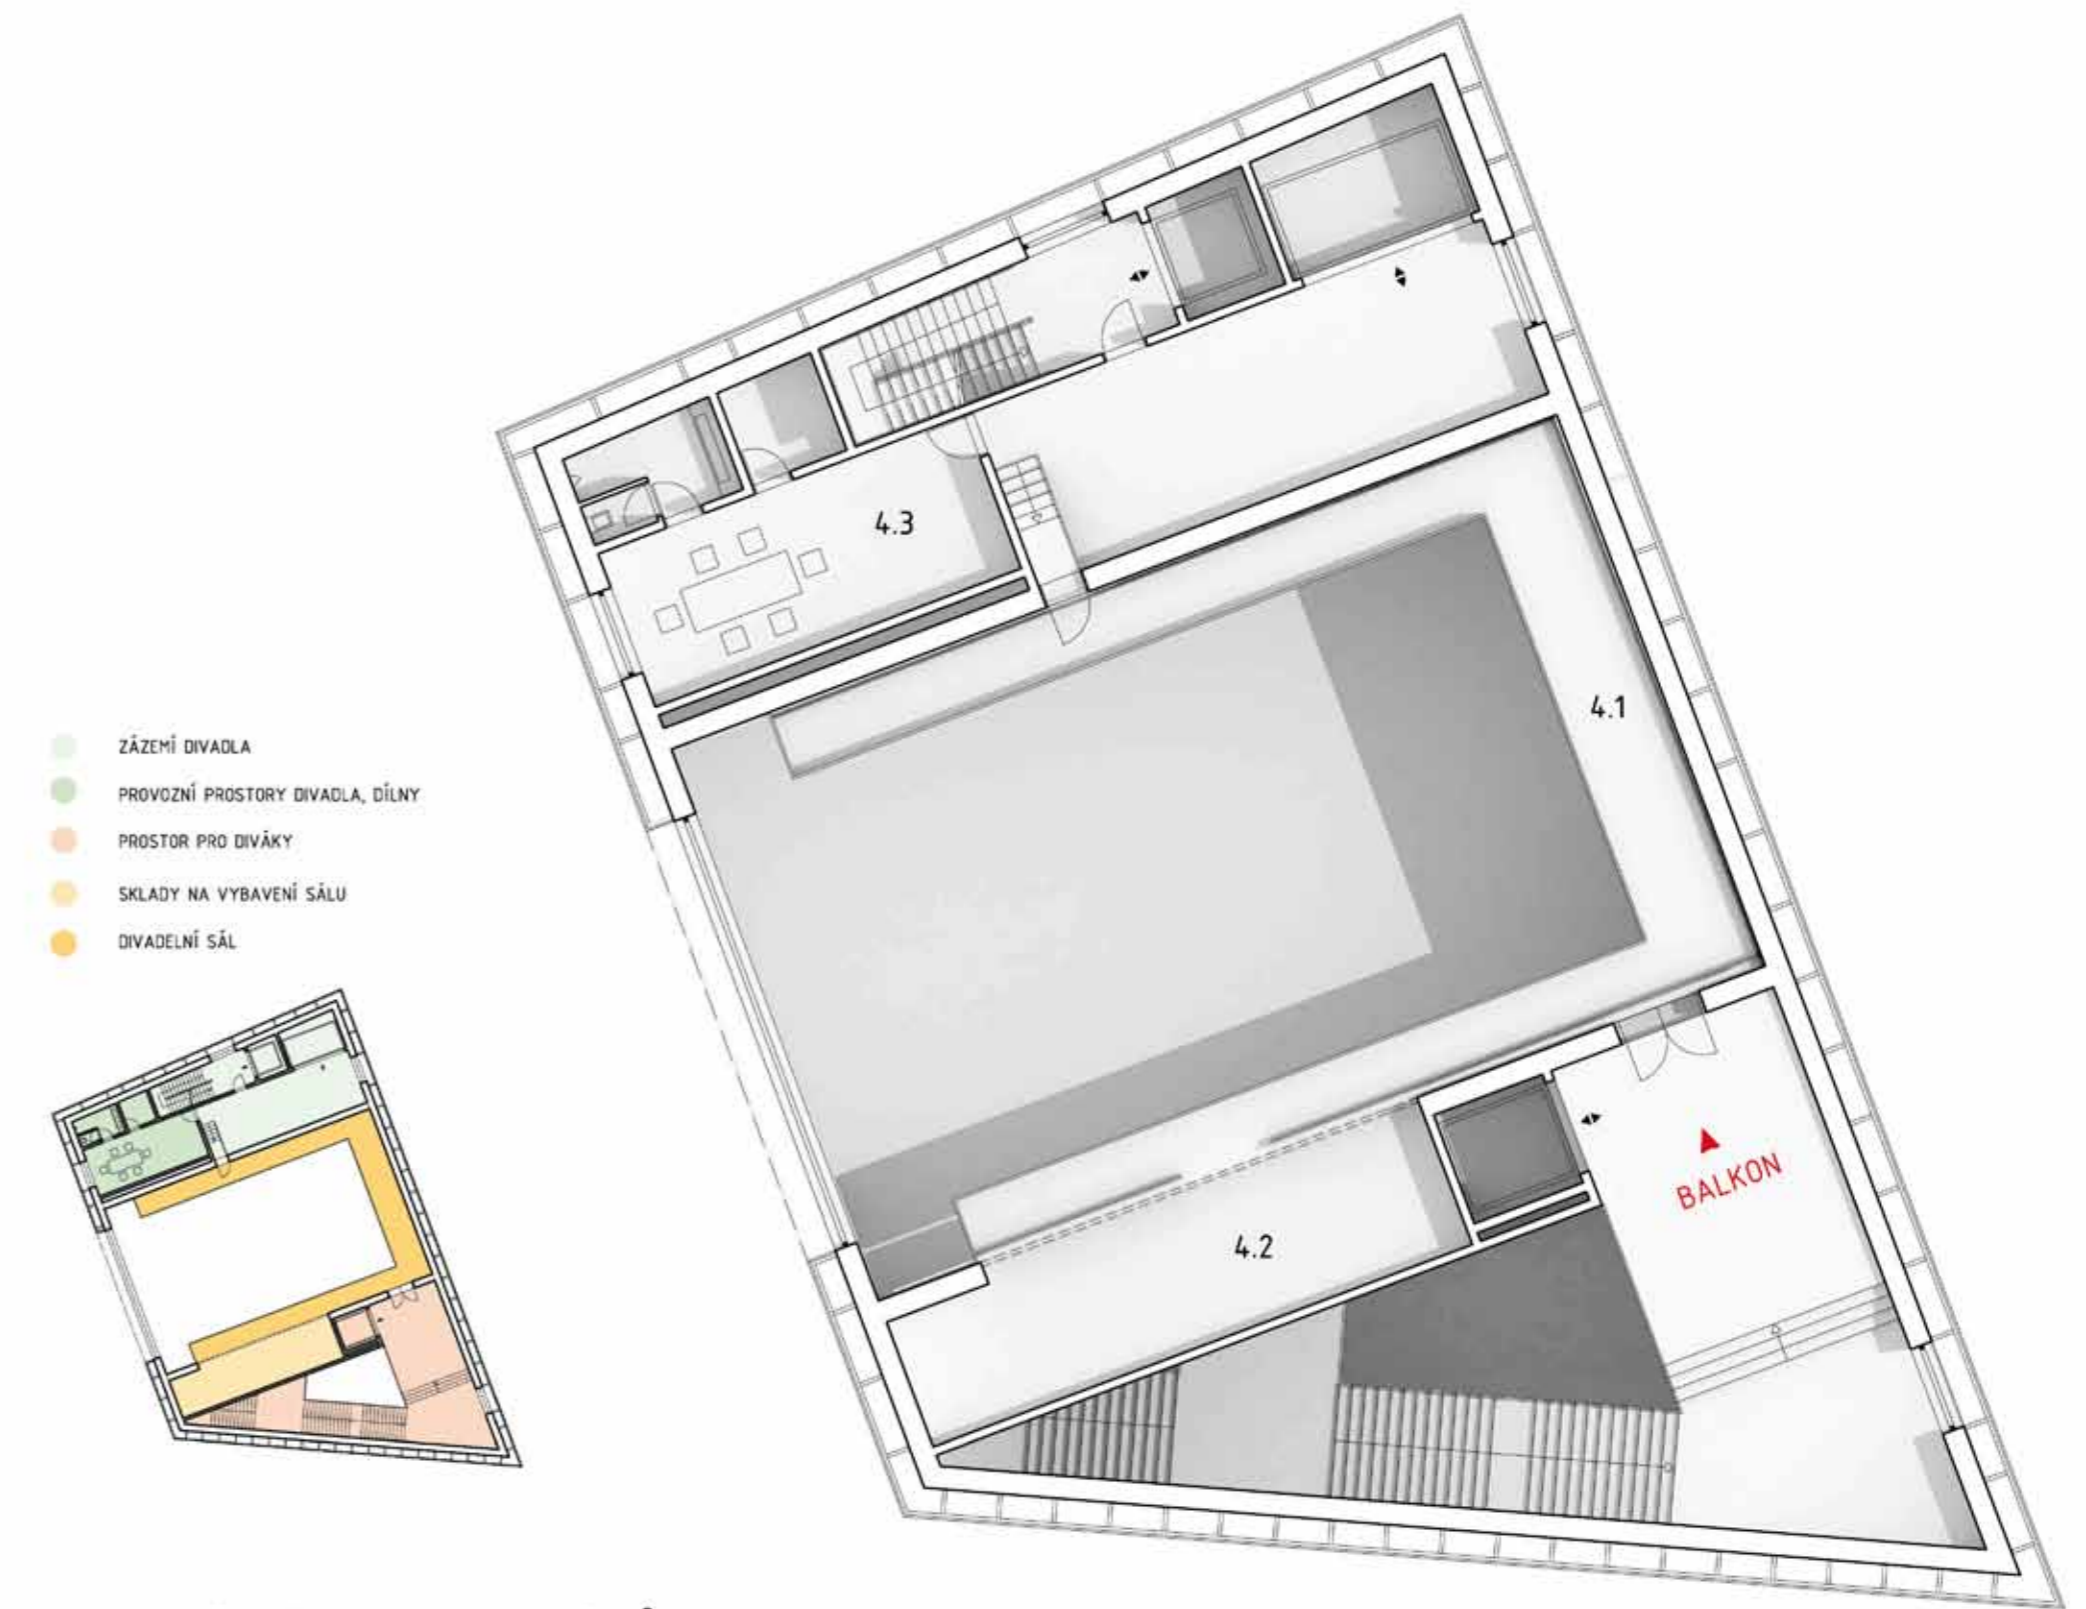 4.3
4.1
ZÁZEMÍ DIVADLA
PROVOZNÍ PROSTORY DIVADLA, DÍLNY
PROSTOR PRO DIVÁKY
SKLADY NA VYBAVENÍ SÁLU
DIVADELNÍ SÁL
BALKON
4.2